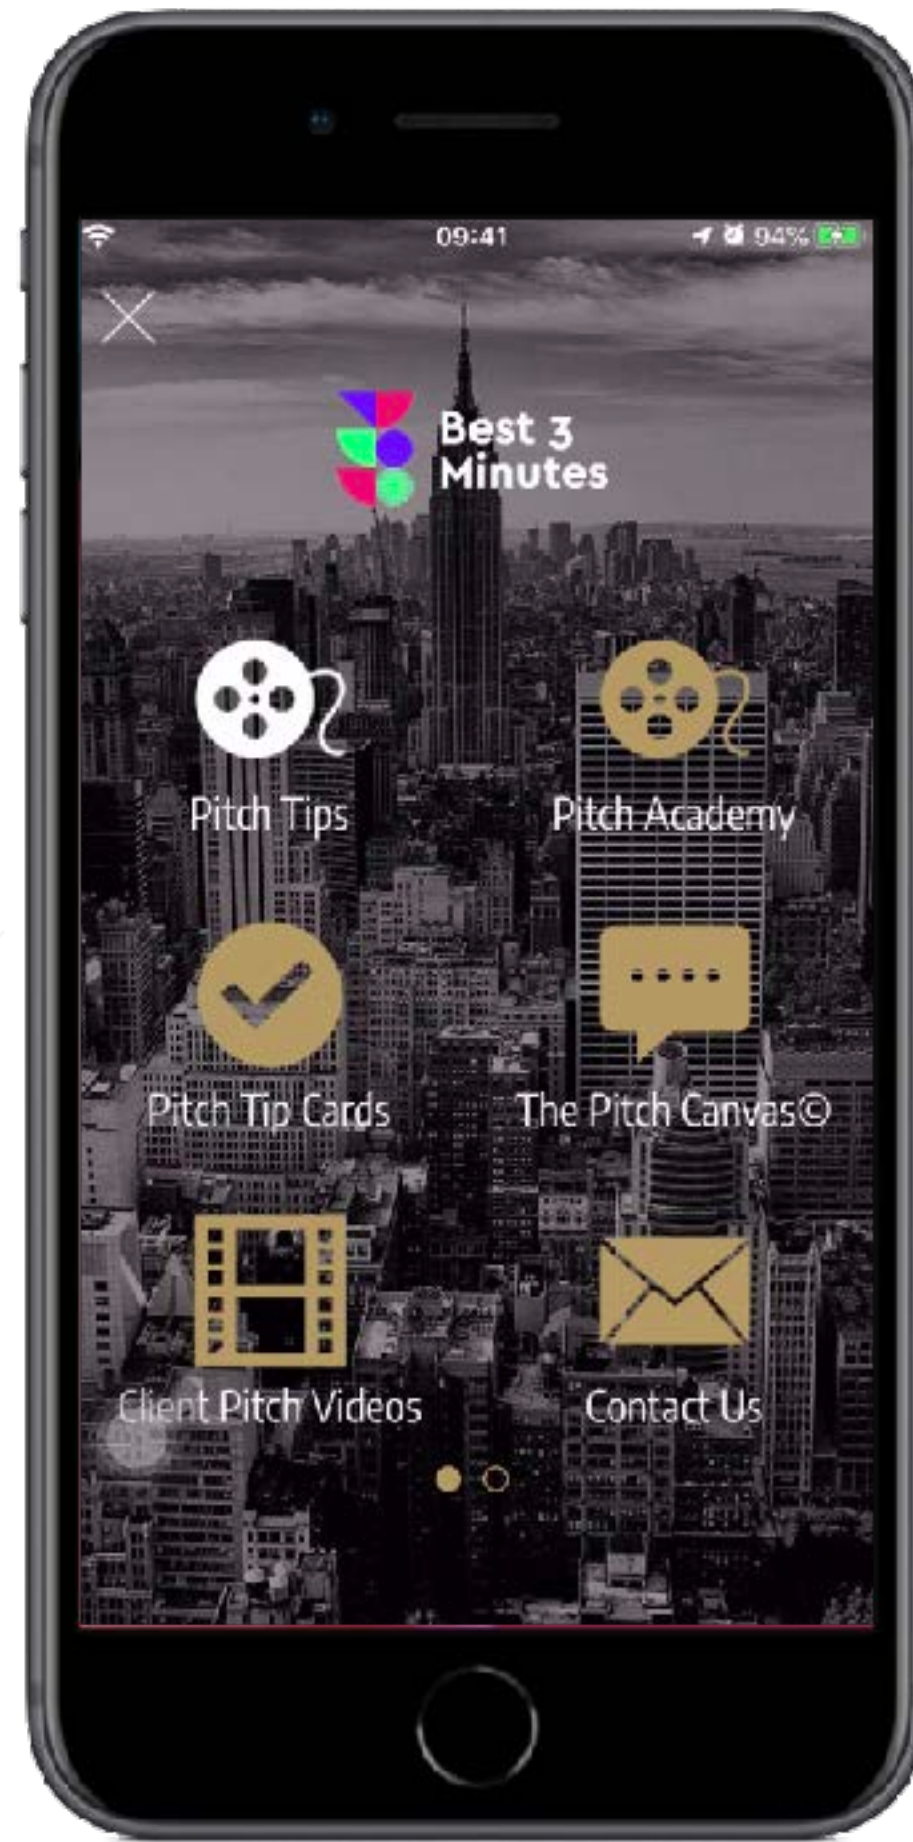 09:41
94%
Best 3
Minutes
Pitch Tips
Pitch Academy
Pitch Tip Cards
The Pitch Canvas©
Client Pitch Videos
Contact Us